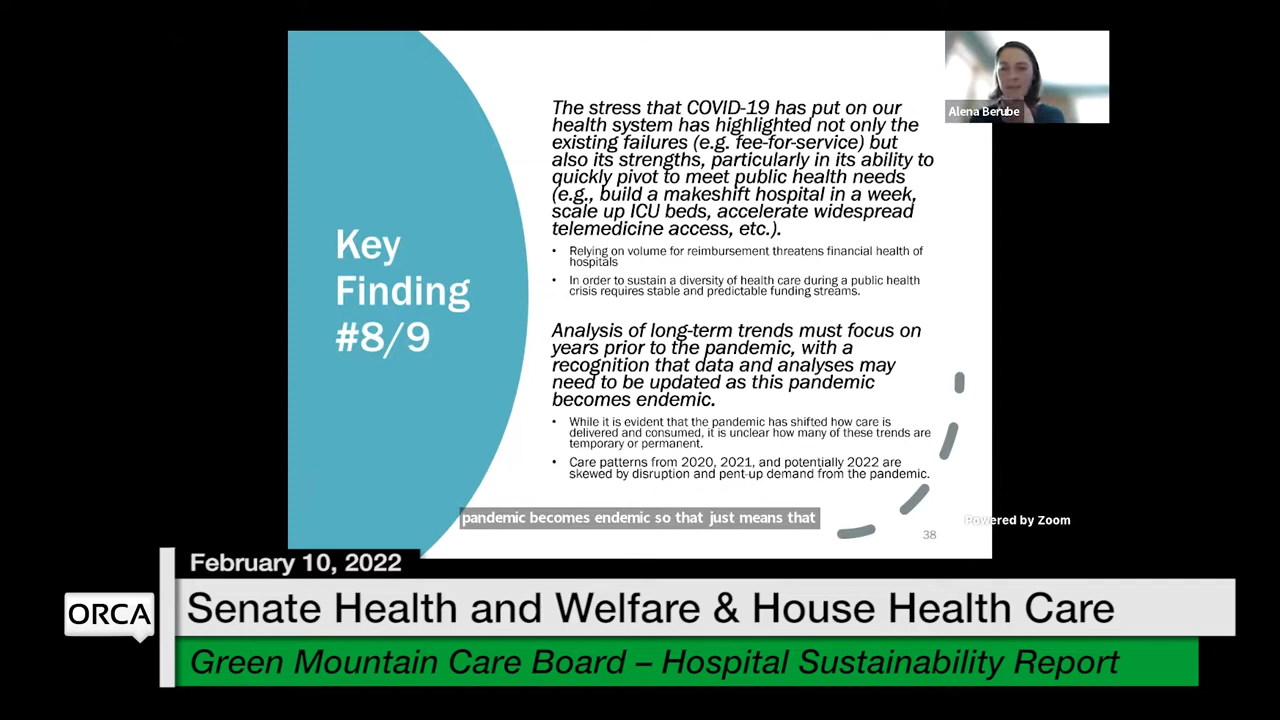 The stress that COVID-19 has put on our
health system has highlighted not only the
existing failures (e.g. fee-for-service) but
also its strengths, particularly in its ability to
quickly pivot to meet public health needs
(e.g., build a makeshift hospital in a week,
scale up ICU beds, accelerate widespread
telemedicine access, etc.).
• Relying on volume for reimbursement threatens financial health of
hospitals
• In order to sustain a diversity of health care during a public health
crisis requires stable and predictable funding streams.
Key
Finding
#8/9
Analysis of long-term trends must focus on
years prior to the pandemic, with a
recognition that data and analyses may
need to be updated as this pandemic
becomes endemic.
• While it is evident that the pandemic has shifted how care is
delivered and consumed, it is unclear how many of these trends are
temporary or permanent.
• Care patterns from 2020, 2021, and potentially 2022 are
skewed by disruption and pent-up demand from the pandemic.
Alena Berube
pandemic becomes endemic so that just means that
38
Powered by Zoom
February 10, 2022
ORCA
Senate Health and Welfare & House Health Care
Green Mountain Care Board – Hospital Sustainability Report